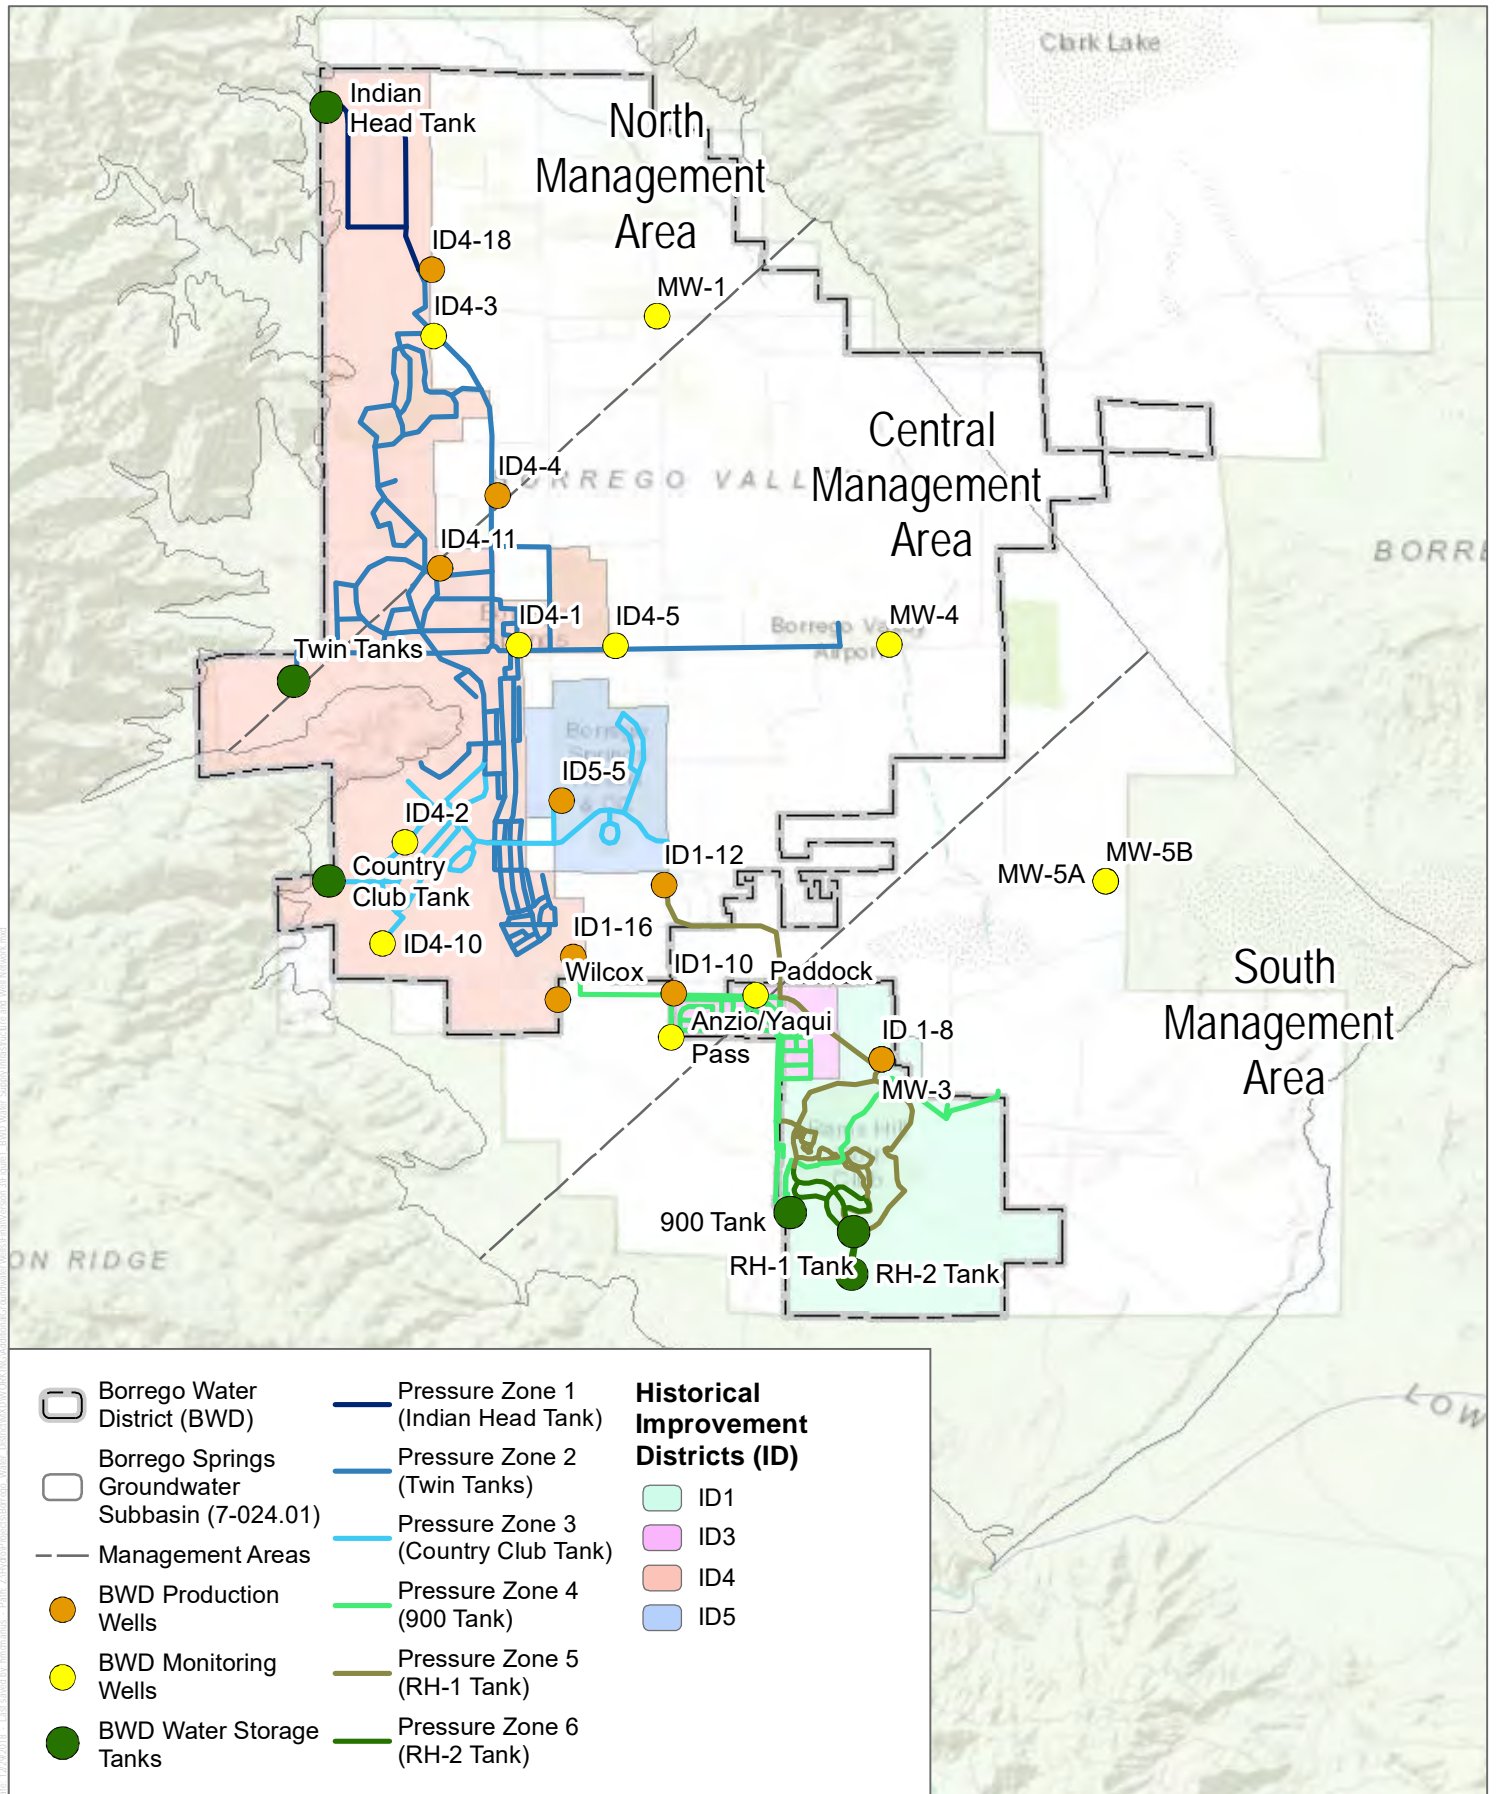 Clark Lake
Indian
Head Tank
North
Management
Area
ID4-18
MW-1
ID4-3
Central
Management
Area
ID4-4
BORREGO VALLEY
BORRE
ID4-11
ID4-1
ID4-5
MW-4
Borrego Valley
Airport
Twin Tanks
ID5-5
ID4-2
Country
Club Tank
ID1-12
MW-5B
MW-5A
ID4-10
ID1-16
Wilcox
ID1-10
Paddock
South
Management
Area
Anzio/Yaqui
Pass
ID 1-8
MW-3
900 Tank
RH-1 Tank
RH-2 Tank
ON RIDGE
LOW
Borrego Water
District (BWD)
Borrego Springs
Groundwater
Subbasin (7-024.01)
Management Areas
BWD Production
Wells
BWD Monitoring
Wells
BWD Water Storage
Tanks
Pressure Zone 1
(Indian Head Tank)
Pressure Zone 2
(Twin Tanks)
Pressure Zone 3
(Country Club Tank)
Pressure Zone 4
(900 Tank)
Pressure Zone 5
(RH-1 Tank)
Pressure Zone 6
(RH-2 Tank)
Historical
Improvement
Districts (ID)
ID1
ID3
ID4
ID5